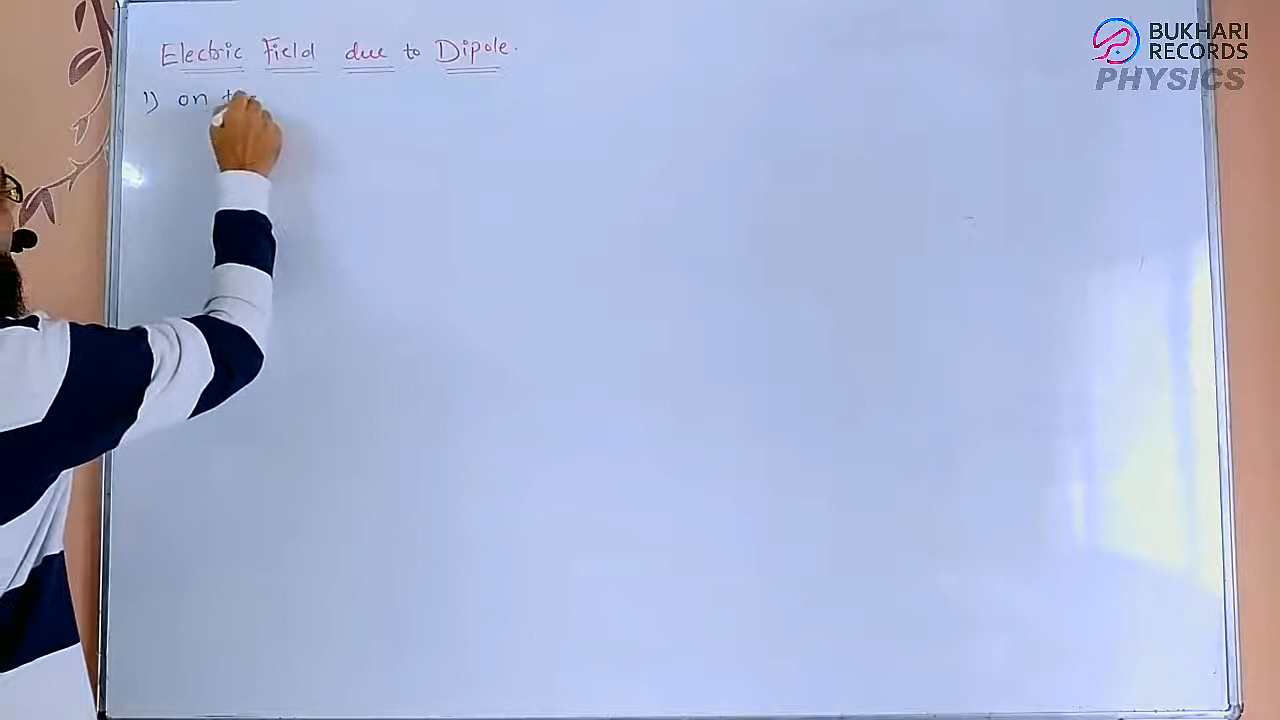 Electric Field due to Dipole.
1) on
BUKHARI
RECORDS
PHYSICS